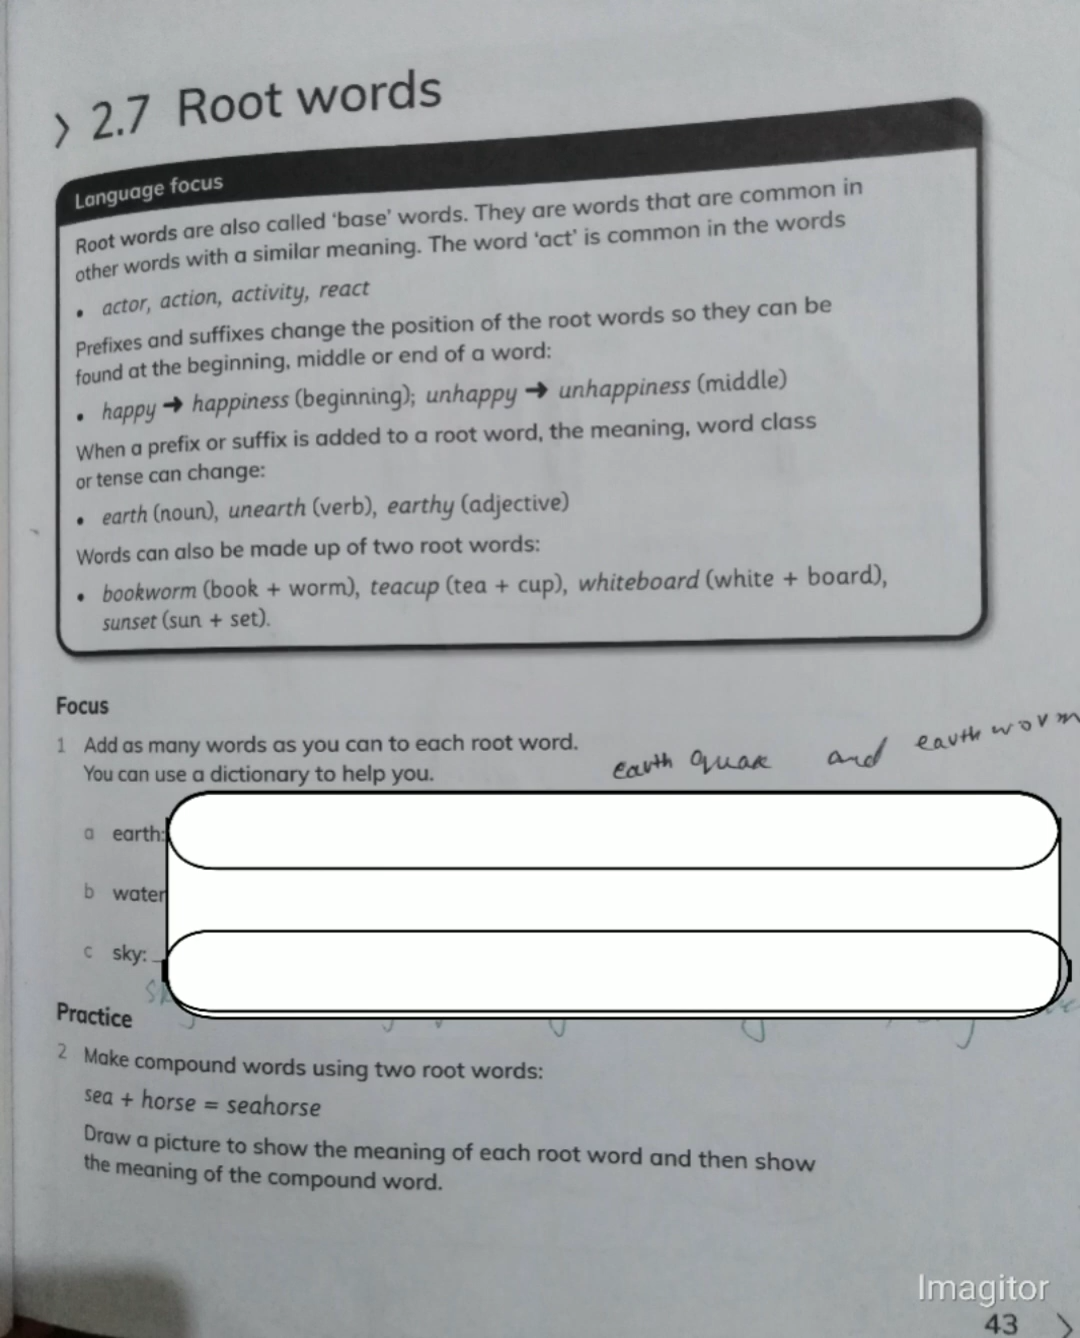 › 2.7 Root words
Language focus
Root words are also called ‘base’ words. They are words that are common in
other words with a similar meaning. The word ‘act’ is common in the words
• actor, action, activity, react
Prefixes and suffixes change the position of the root words so they can be
found at the beginning, middle or end of a word:
• happy ➜ happiness (beginning); unhappy ➜ unhappiness (middle)
When a prefix or suffix is added to a root word, the meaning, word class
or tense can change:
• earth (noun), unearth (verb), earthy (adjective)
Words can also be made up of two root words:
• bookworm (book + worm), teacup (tea + cup), whiteboard (white + board),
sunset (sun + set).
Focus
1 Add as many words as you can to each root word.
You can use a dictionary to help you.
earth quak and earth worm
a earth:
b water
c sky:
Practice
2 Make compound words using two root words:
sea + horse = seahorse
Draw a picture to show the meaning of each root word and then show
the meaning of the compound word.
Imagitor
43 ›